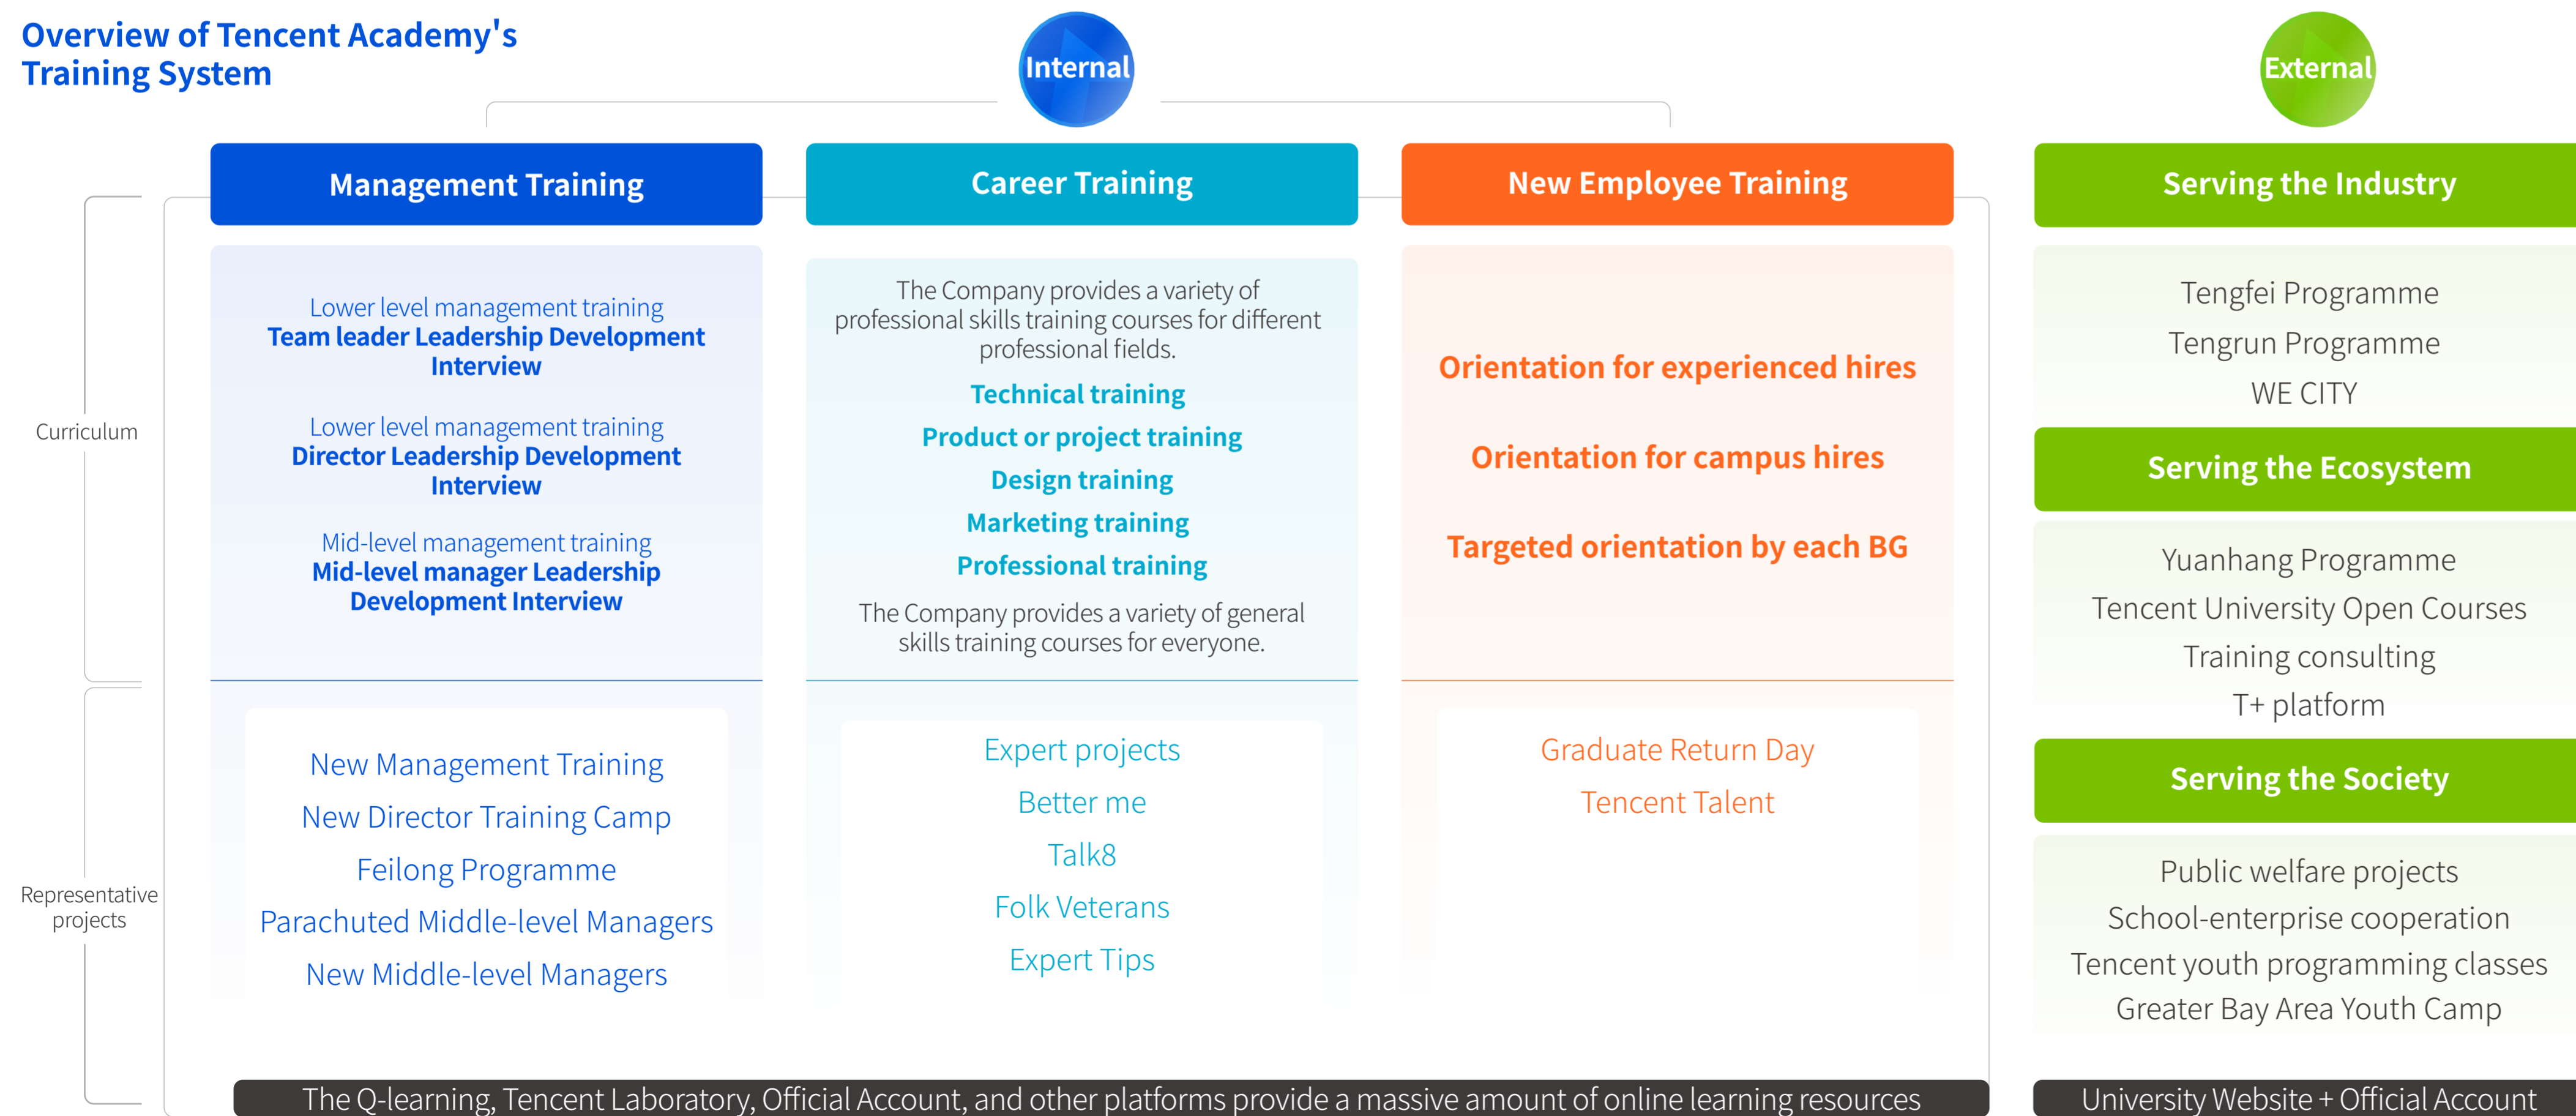 Overview of Tencent Academy's
Training System
Internal
External
Management Training
Career Training
New Employee Training
Serving the Industry
Curriculum
Lower level management training
Team leader Leadership Development
Interview
Lower level management training
Director Leadership Development
Interview
Mid-level management training
Mid-level manager Leadership
Development Interview
The Company provides a variety of
professional skills training courses for different
professional fields.
Technical training
Product or project training
Design training
Marketing training
Professional training
The Company provides a variety of general
skills training courses for everyone.
Orientation for experienced hires
Orientation for campus hires
Targeted orientation by each BG
Representative
projects
New Management Training
New Director Training Camp
Feilong Programme
Parachuted Middle-level Managers
New Middle-level Managers
Expert projects
Better me
Talk8
Folk Veterans
Expert Tips
Graduate Return Day
Tencent Talent
Tengfei Programme
Tengrun Programme
WE CITY
Serving the Ecosystem
Yuanhang Programme
Tencent University Open Courses
Training consulting
T+ platform
Serving the Society
Public welfare projects
School-enterprise cooperation
Tencent youth programming classes
Greater Bay Area Youth Camp
The Q-learning, Tencent Laboratory, Official Account, and other platforms provide a massive amount of online learning resources
University Website + Official Account